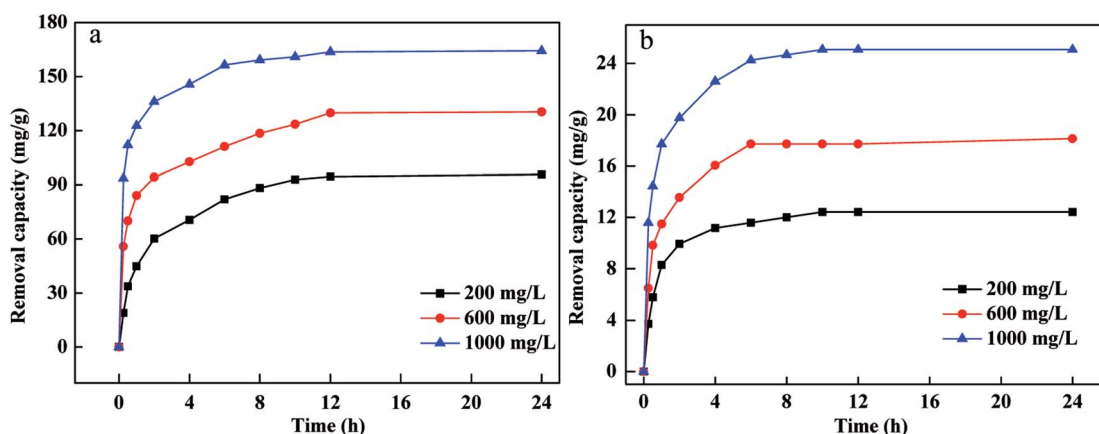 a
Removal capacity (mg/g)
180
150
120
90
60
30
0
200 mg/L
600 mg/L
1000 mg/L
0 4 8 12 16 20 24
Time (h)
b
Removal capacity (mg/g)
24
20
16
12
8
4
0
200 mg/L
600 mg/L
1000 mg/L
0 4 8 12 16 20 24
Time (h)